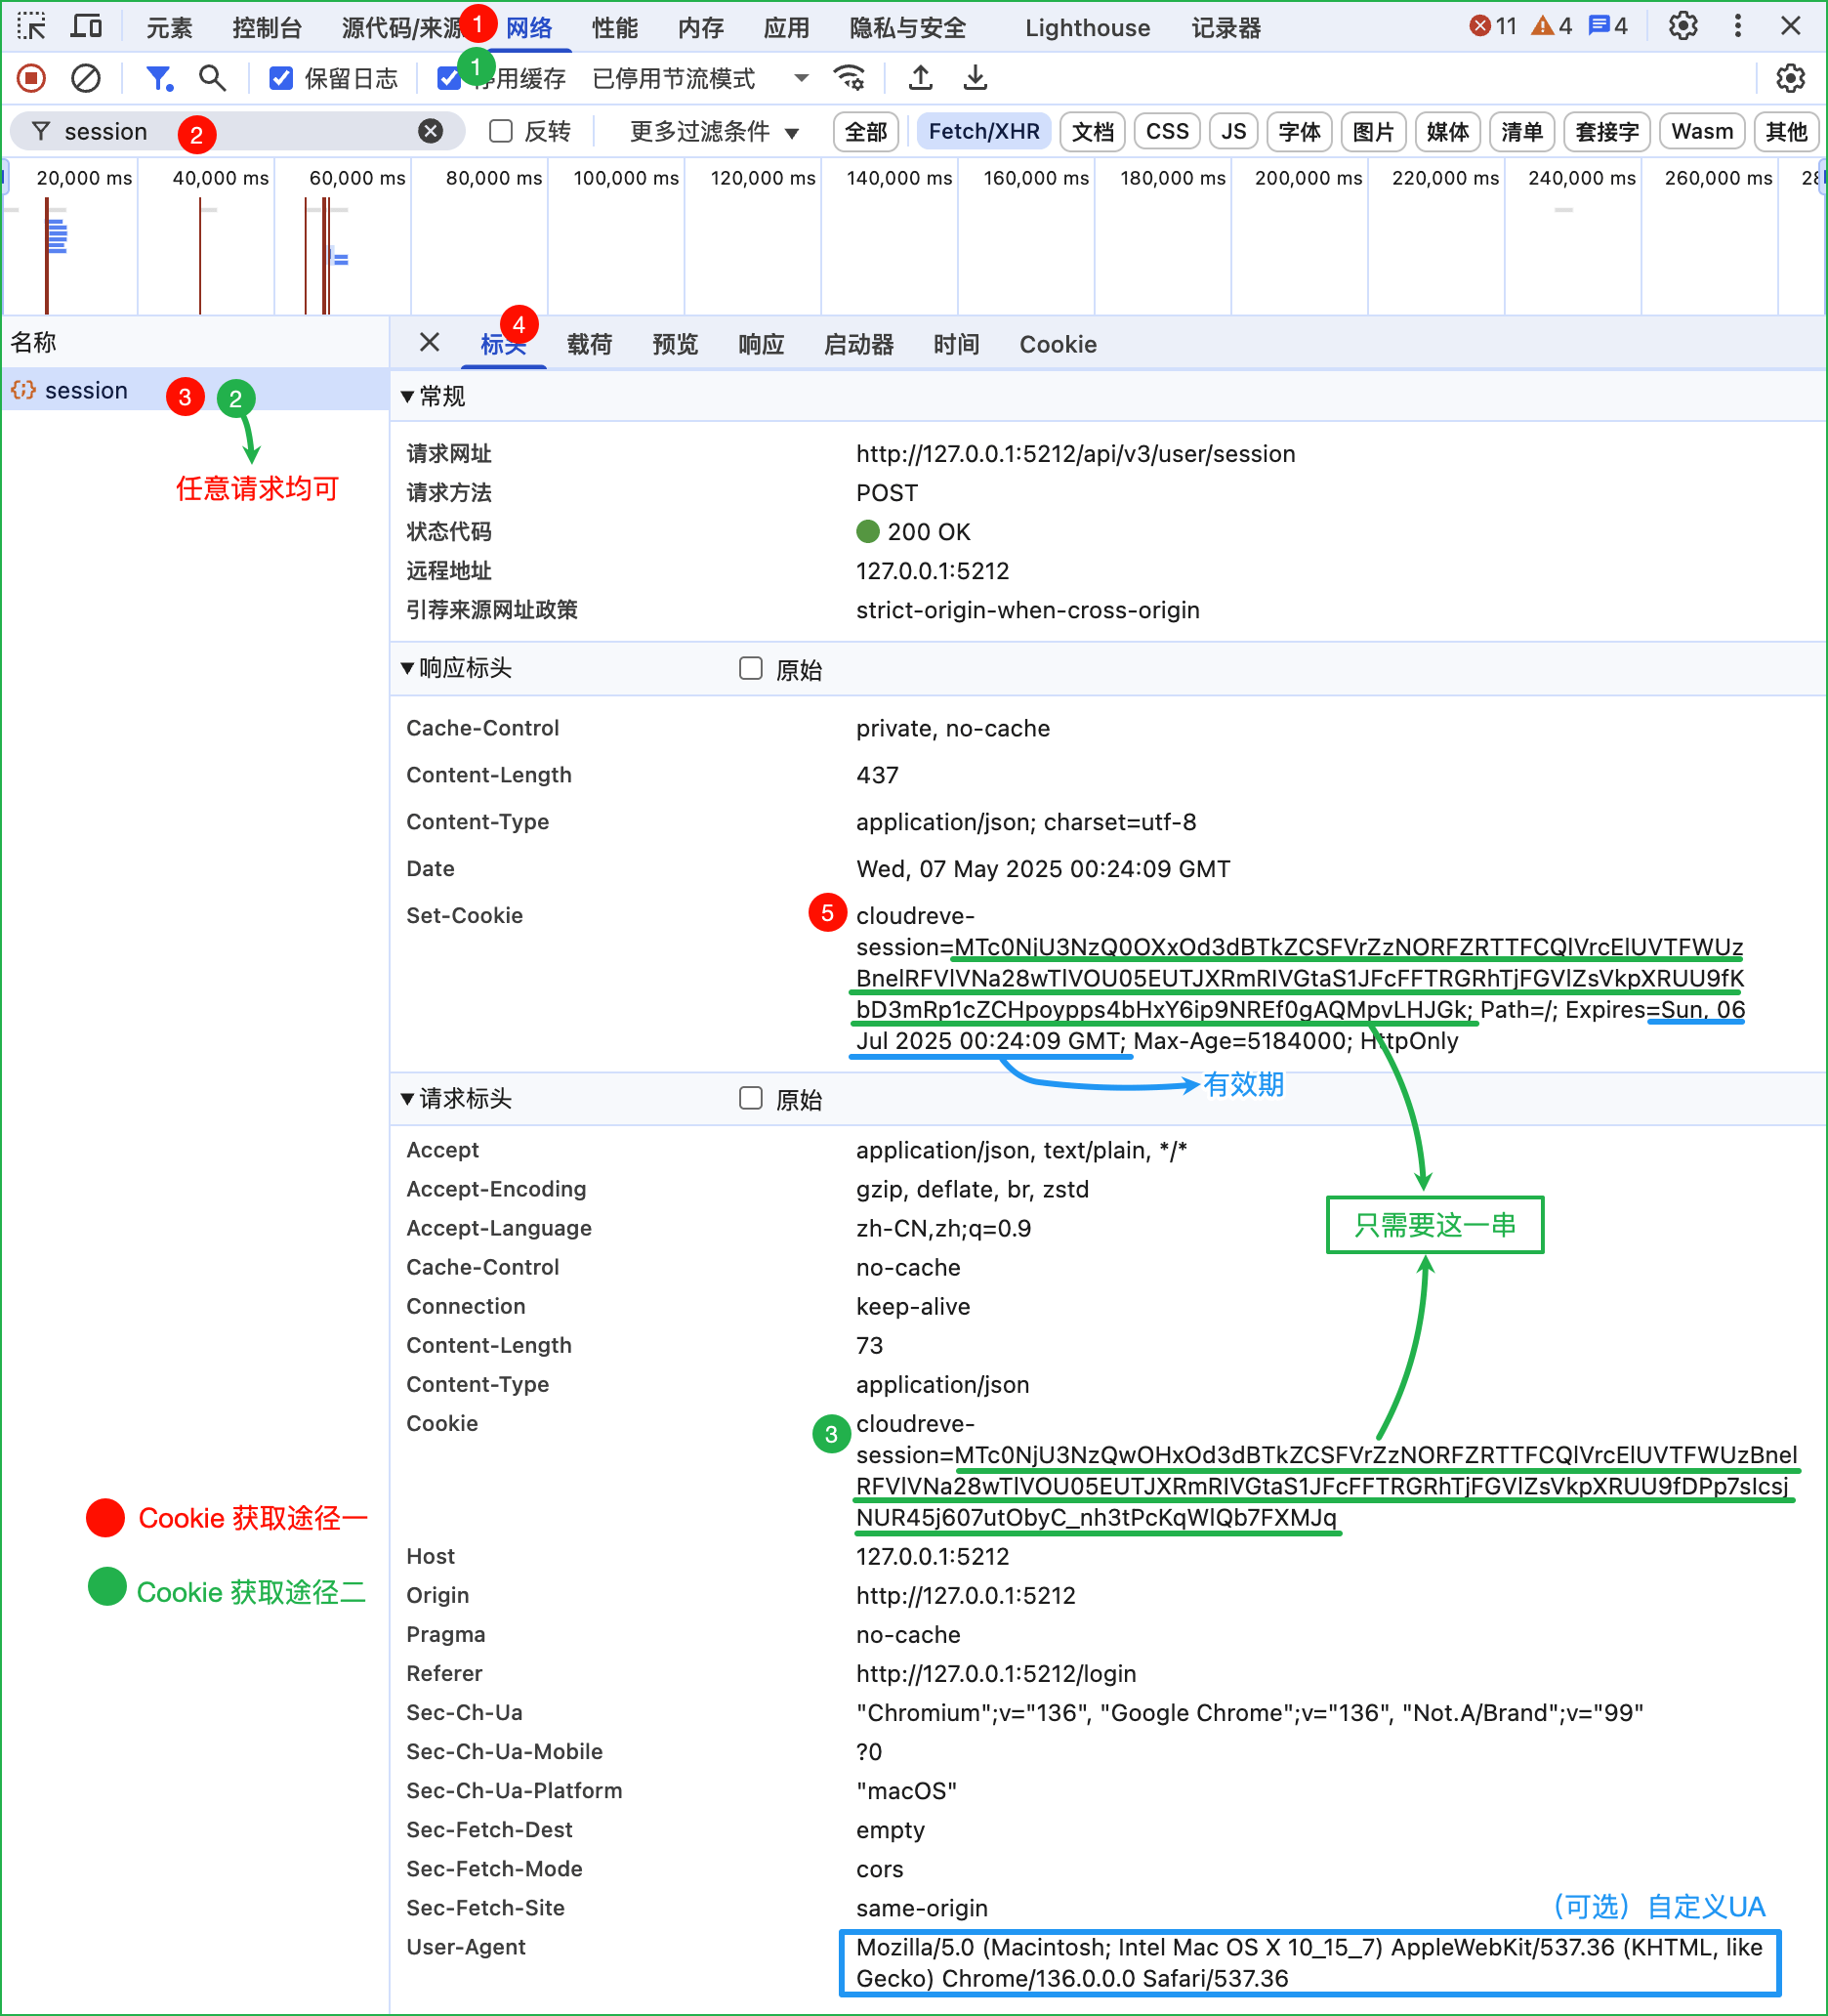 元素 控制台 源代码/来源 1 网络 性能 内存 应用 隐私与安全 Lighthouse 记录器 11 4 4
保留日志 1 停用缓存 已停用节流模式
session 2 反转 更多过滤条件 全部 Fetch/XHR 文档 CSS JS 字体 图片 媒体 清单 套接字 Wasm 其他
20,000 ms 40,000 ms 60,000 ms 80,000 ms 100,000 ms 120,000 ms 140,000 ms 160,000 ms 180,000 ms 200,000 ms 220,000 ms 240,000 ms 260,000 ms 28
名称 标头 4 载荷 预览 响应 启动器 时间 Cookie
session 3 2
任意请求均可
常规
请求网址 http://127.0.0.1:5212/api/v3/user/session
请求方法 POST
状态代码 200 OK
远程地址 127.0.0.1:5212
引荐来源网址政策 strict-origin-when-cross-origin
响应标头 原始
Cache-Control private, no-cache
Content-Length 437
Content-Type application/json; charset=utf-8
Date Wed, 07 May 2025 00:24:09 GMT
Set-Cookie 5 cloudreve-
session=MTc0NjU3NzQ0OXxOd3dBTkZCSFVrZzNORFZRTTFCQlVrcElUVTFWUz
BnelRFVlVNa28wTlVOU05EUTJXRmRIVGtaS1JFcFFTRGRhTjFGVlZsVkpXRUU9fK
bD3mRp1cZCHpoypps4bHxY6ip9NREf0gAQMpvLHJGk; Path=/; Expires=Sun, 06
Jul 2025 00:24:09 GMT; Max-Age=5184000; HttpOnly
有效期
请求标头 原始
Accept application/json, text/plain, */*
Accept-Encoding gzip, deflate, br, zstd
Accept-Language zh-CN,zh;q=0.9
只需要这一串
Cache-Control no-cache
Connection keep-alive
Content-Length 73
Content-Type application/json
Cookie 3 cloudreve-
session=MTc0NjU3NzQwOHxOd3dBTkZCSFVrZzNORFZRTTFCQlVrcElUVTFWUzBnel
RFVlVNa28wTlVOU05EUTJXRmRIVGtaS1JFcFFTRGRhTjFGVlZsVkpXRUU9fDPp7sIcsj
NUR45j607utObyC_nh3tPcKqWlQb7FXMJq
Cookie 获取途径一
Cookie 获取途径二
Host 127.0.0.1:5212
Origin http://127.0.0.1:5212
Pragma no-cache
Referer http://127.0.0.1:5212/login
Sec-Ch-Ua "Chromium";v="136", "Google Chrome";v="136", "Not.A/Brand";v="99"
Sec-Ch-Ua-Mobile ?0
Sec-Ch-Ua-Platform "macOS"
Sec-Fetch-Dest empty
Sec-Fetch-Mode cors
Sec-Fetch-Site same-origin
（可选）自定义UA
User-Agent Mozilla/5.0 (Macintosh; Intel Mac OS X 10_15_7) AppleWebKit/537.36 (KHTML, like
Gecko) Chrome/136.0.0.0 Safari/537.36